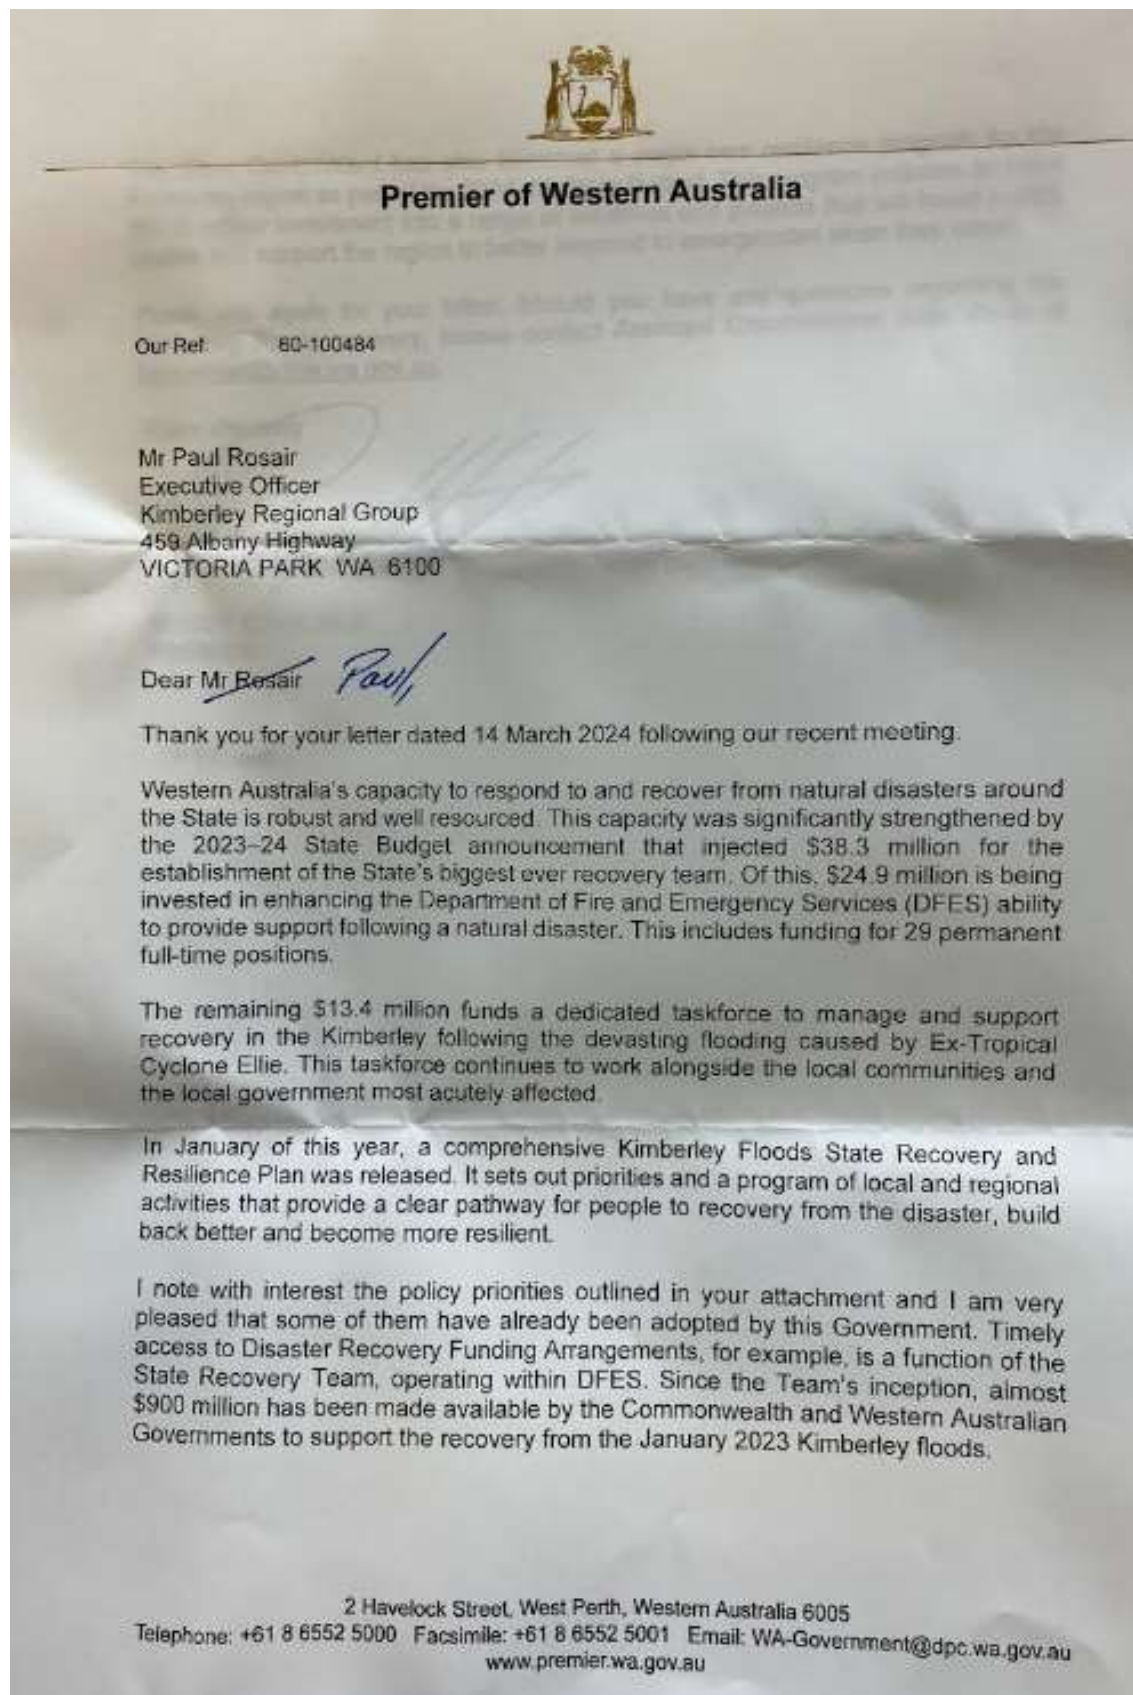 Premier of Western Australia
Our Ref: 60-100484
Mr Paul Rosair
Executive Officer
Kimberley Regional Group
459 Albany Highway
VICTORIA PARK WA 6100
Dear Mr Rosair Paul,
Thank you for your letter dated 14 March 2024 following our recent meeting.
Western Australia's capacity to respond to and recover from natural disasters around
the State is robust and well resourced. This capacity was significantly strengthened by
the 2023–24 State Budget announcement that injected $38.3 million for the
establishment of the State's biggest ever recovery team. Of this, $24.9 million is being
invested in enhancing the Department of Fire and Emergency Services (DFES) ability
to provide support following a natural disaster. This includes funding for 29 permanent
full-time positions.
The remaining $13.4 million funds a dedicated taskforce to manage and support
recovery in the Kimberley following the devasting flooding caused by Ex-Tropical
Cyclone Ellie. This taskforce continues to work alongside the local communities and
the local government most acutely affected.
In January of this year, a comprehensive Kimberley Floods State Recovery and
Resilience Plan was released. It sets out priorities and a program of local and regional
activities that provide a clear pathway for people to recovery from the disaster, build
back better and become more resilient.
I note with interest the policy priorities outlined in your attachment and I am very
pleased that some of them have already been adopted by this Government. Timely
access to Disaster Recovery Funding Arrangements, for example, is a function of the
State Recovery Team, operating within DFES. Since the Team's inception, almost
$900 million has been made available by the Commonwealth and Western Australian
Governments to support the recovery from the January 2023 Kimberley floods.
2 Havelock Street, West Perth, Western Australia 6005
Telephone: +61 8 6552 5000 Facsimile: +61 8 6552 5001 Email: WA-Government@dpc.wa.gov.au
www.premier.wa.gov.au